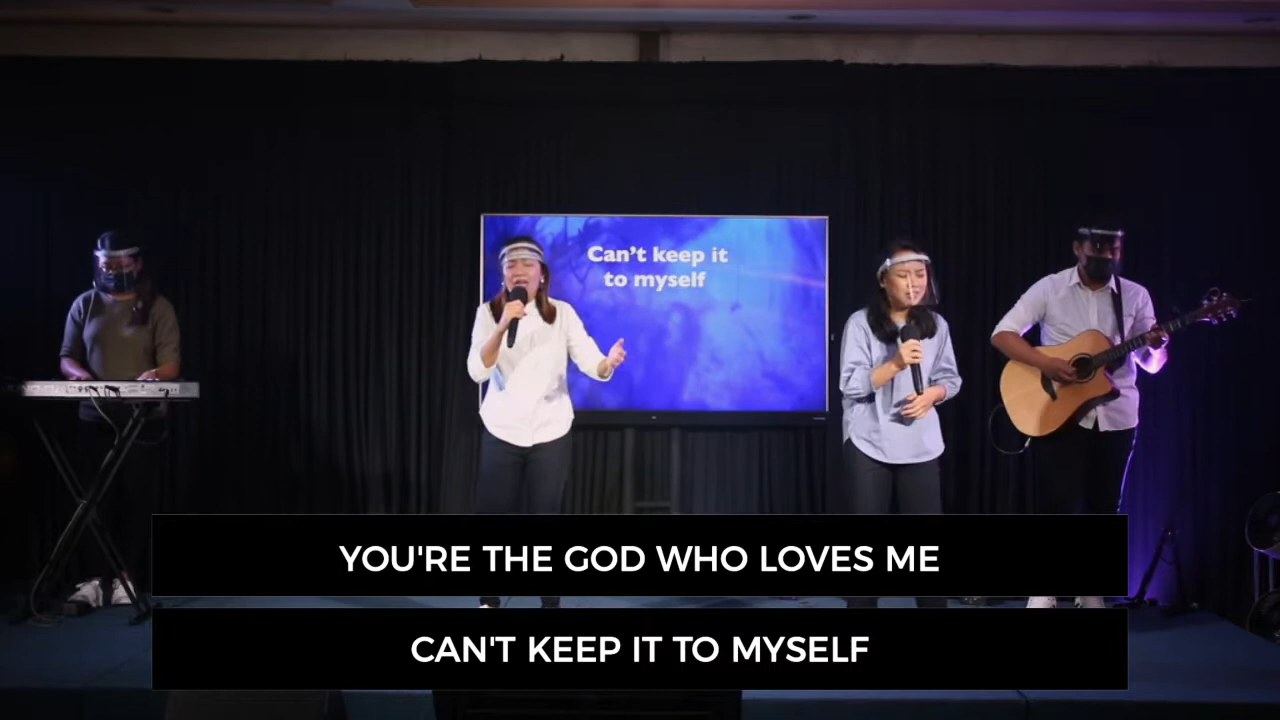 Can't keep it
to myself
YOU'RE THE GOD WHO LOVES ME
CAN'T KEEP IT TO MYSELF